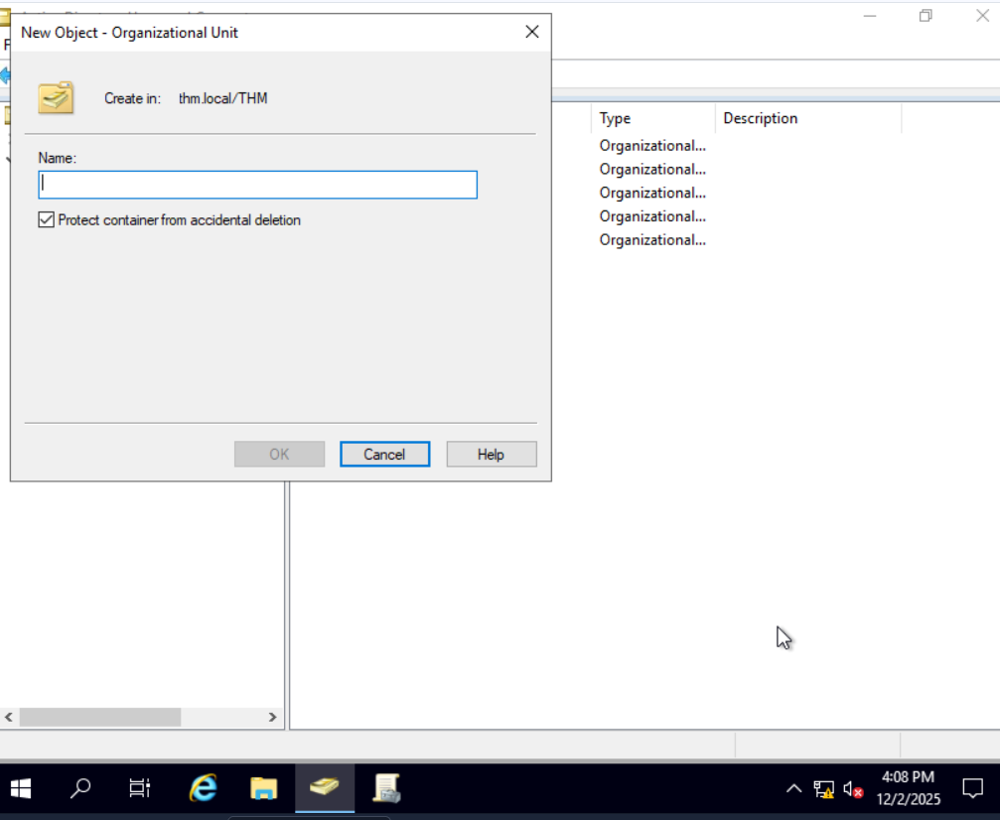 New Object - Organizational Unit
Create in: thm.local/THM
Name:
Protect container from accidental deletion
OK
Cancel
Help
Type
Description
Organizational...
Organizational...
Organizational...
Organizational...
Organizational...
4:08 PM
12/2/2025